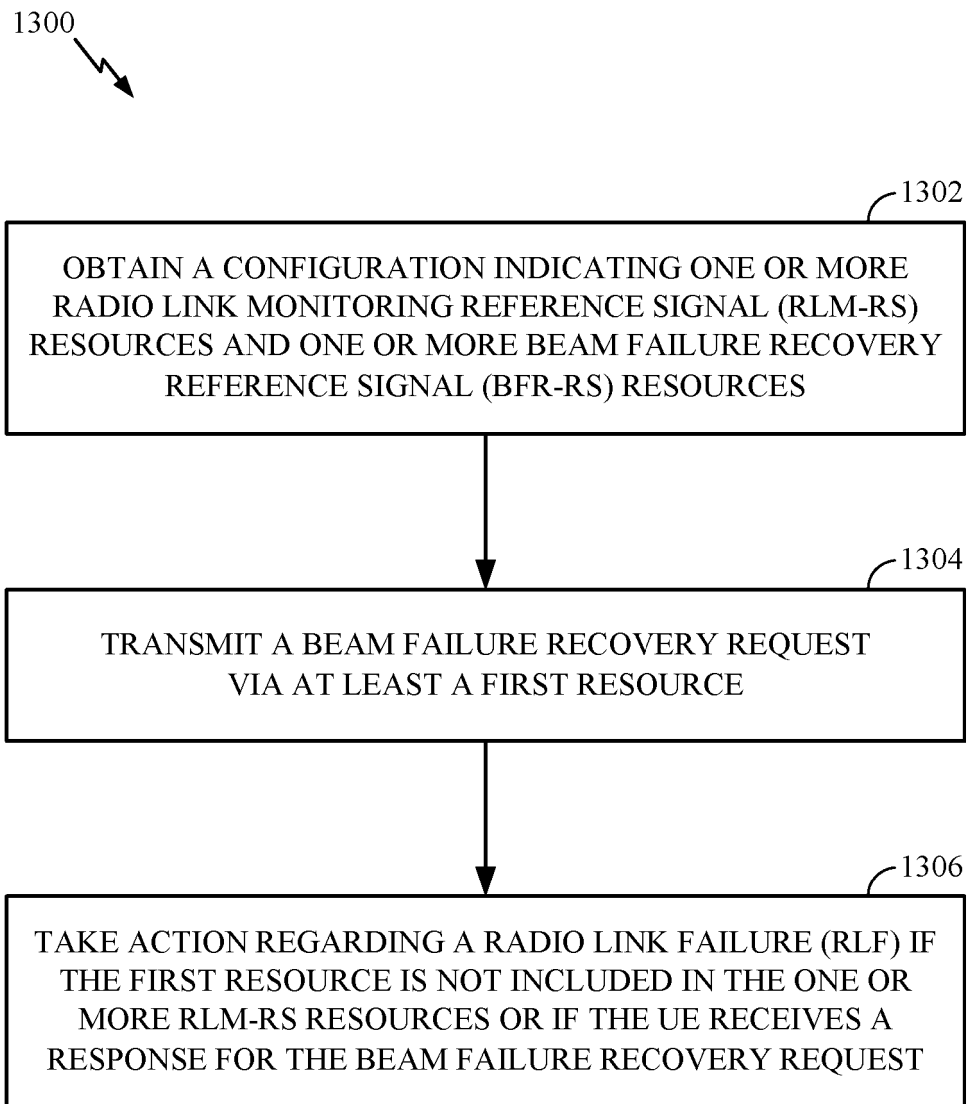 1300
1302
OBTAIN A CONFIGURATION INDICATING ONE OR MORE
RADIO LINK MONITORING REFERENCE SIGNAL (RLM-RS)
RESOURCES AND ONE OR MORE BEAM FAILURE RECOVERY
REFERENCE SIGNAL (BFR-RS) RESOURCES
1304
TRANSMIT A BEAM FAILURE RECOVERY REQUEST
VIA AT LEAST A FIRST RESOURCE
1306
TAKE ACTION REGARDING A RADIO LINK FAILURE (RLF) IF
THE FIRST RESOURCE IS NOT INCLUDED IN THE ONE OR
MORE RLM-RS RESOURCES OR IF THE UE RECEIVES A
RESPONSE FOR THE BEAM FAILURE RECOVERY REQUEST